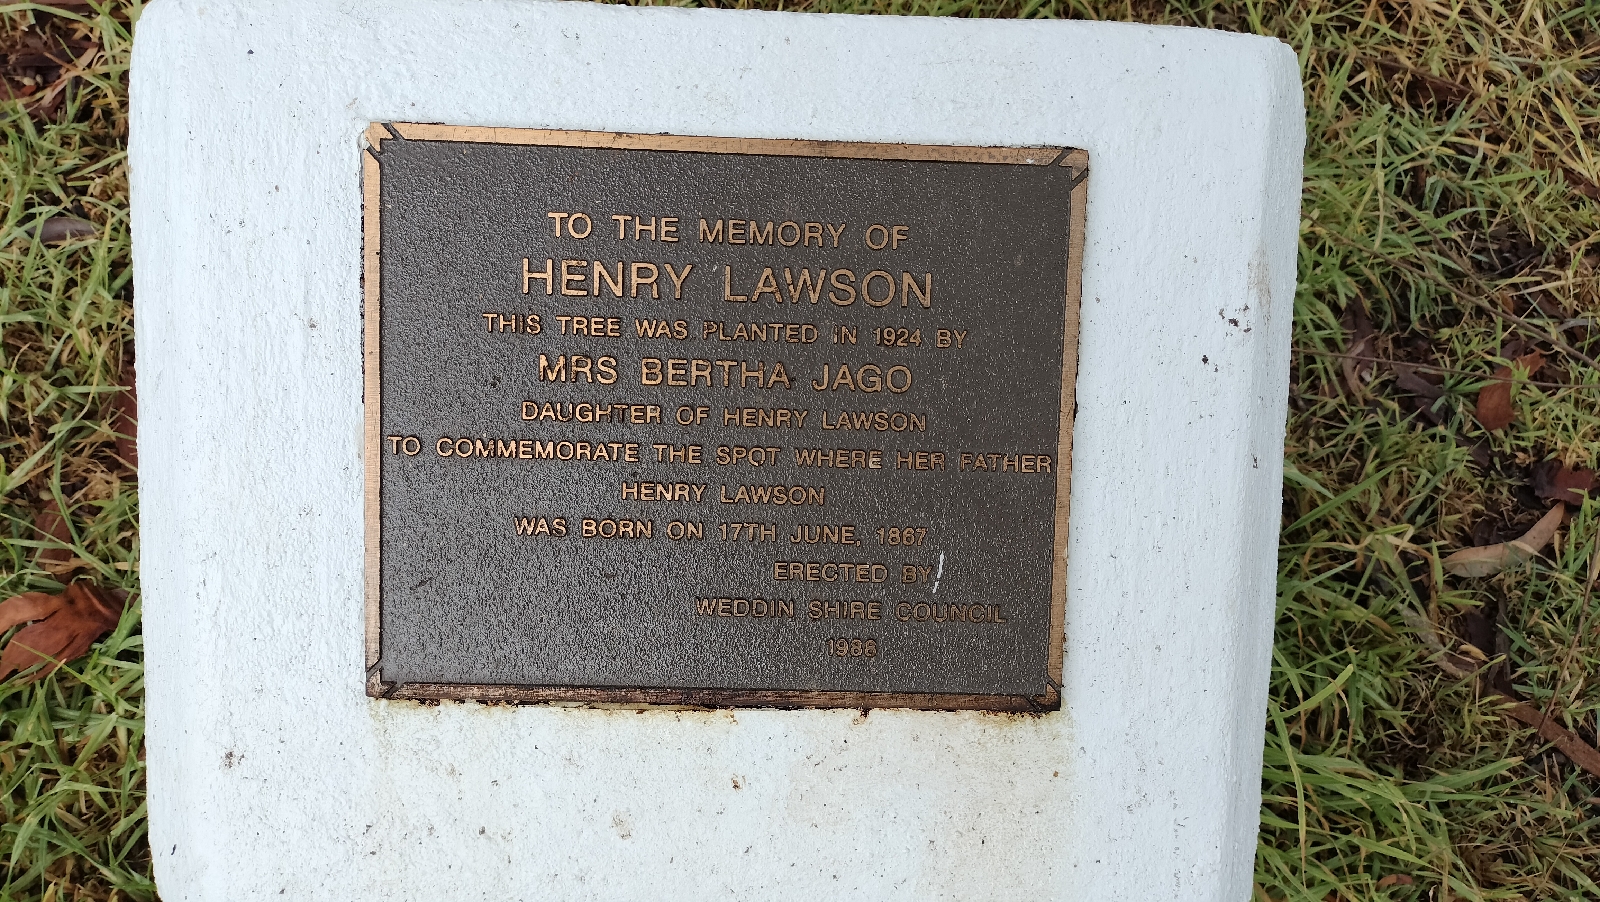 TO THE MEMORY OF
HENRY LAWSON
THIS TREE WAS PLANTED IN 1924 BY
MRS BERTHA JAGO
DAUGHTER OF HENRY LAWSON
TO COMMEMORATE THE SPOT WHERE HER FATHER
HENRY LAWSON
WAS BORN ON 17TH JUNE, 1867
ERECTED BY
WEDDIN SHIRE COUNCIL